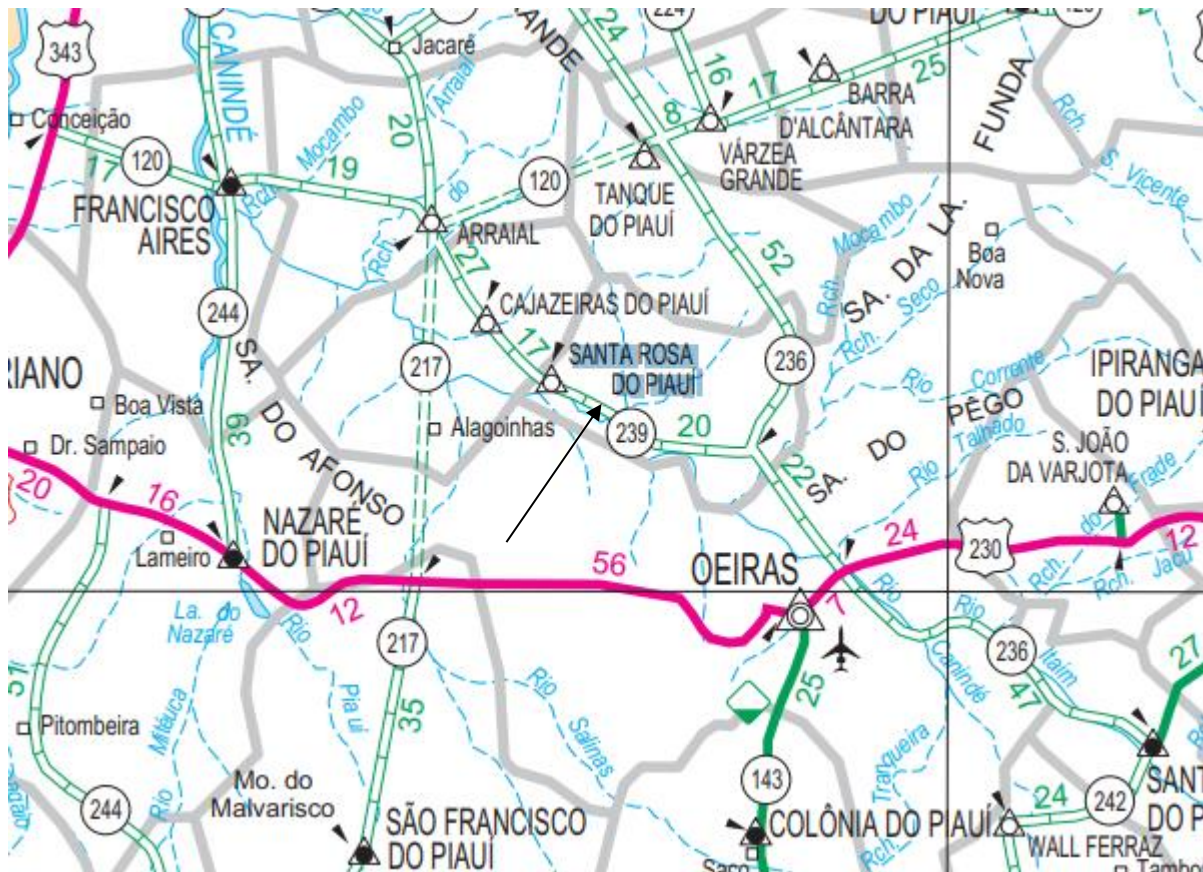 224
DO PIAUÍ
343
CANINDÉ
ANDE
24
Jacaré
Arraial
do
Rch.
16
17
25
BARRA
D'ALCÂNTARA
FUNDA
Rch.
S. Vicente
Conceição
17
120
Rch. Mocambo
20
19
8
VÁRZEA
GRANDE
120
TANQUE
DO PIAUÍ
FRANCISCO
AIRES
ARRAIAL
27
52
Rch. Mocambo
SA. DA LA.
Boa
Nova
CAJAZEIRAS DO PIAUÍ
Rch. Seco
244
SA.
DO AFONSO
17
SANTA ROSA
DO PIAUÍ
236
Rio Corrente
IPIRANGA
DO PIAUÍ
RIANO
217
Boa Vista
39
Alagoinhas
239
20
22
SA. DO PÊGO
Rio Talhado
S. JOÃO
DA VARJOTA
Dr. Sampaio
20
16
Lameiro
NAZARÉ
DO PIAUÍ
24
230
Rch. do Frade
12
Rch. Jacu
56
OEIRAS
12
7
La. do
Nazaré
Rio
Piauí
217
Rio
Canindé
Rio
Itaim
236
27
51
35
Rio
Salinas
25
47
Pitombeira
Rio
Mo. do
Malvarisco
143
Rch. Tranqueira
244
24
242
SANT
DO P
SÃO FRANCISCO
DO PIAUÍ
COLÔNIA DO PIAUÍ
WALL FERRAZ
Saco
Tambo